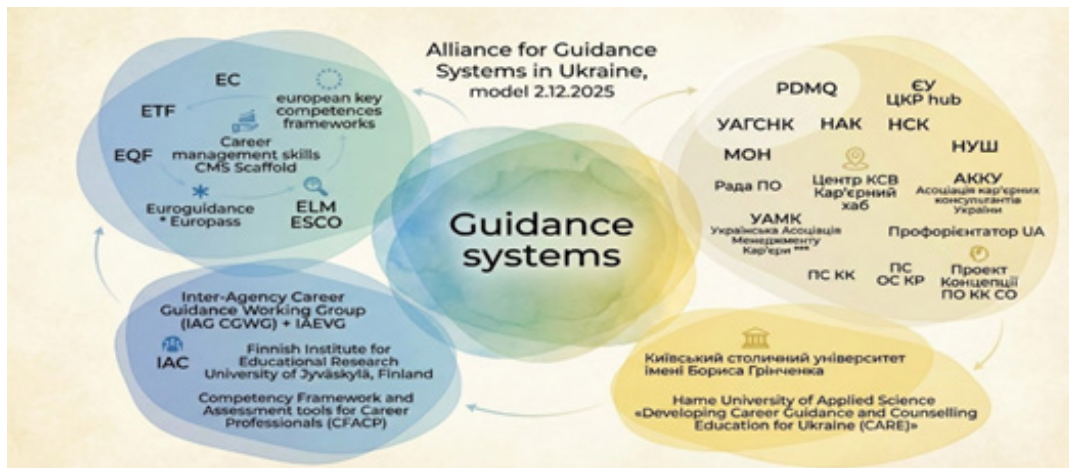 Alliance for Guidance
Systems in Ukraine,
model 2.12.2025
EC
ETF
european key
competences
frameworks
Career
management skills
CMS Scaffold
EQF
Euroguidance
* Europass
ELM
ESCO
Guidance
systems
PDMQ
ЄУ
ЦКР hub
УАГСНК
НАК
НСК
МОН
НУШ
Рада ПО
Центр КСВ
Кар'єрний
хаб
АККУ
Асоціація кар'єрних
консультантів
України
УАМК
Українська Асоціація
Менеджменту
Кар'єри ***
Профорієнтатор UA
ПС КК
ПС
ОС КР
Проект
Концепції
ПО КК СО
Inter-Agency Career
Guidance Working Group
(IAG CGWG) + IAEVG
IAC
Finnish Institute for
Educational Research
University of Jyväskylä, Finland
Competency Framework and
Assessment tools for Career
Professionals (CFACP)
Київський столичний університет
імені Бориса Грінченка
Hame University of Applied Science
«Developing Career Guidance and Counselling
Education for Ukraine (CARE)»